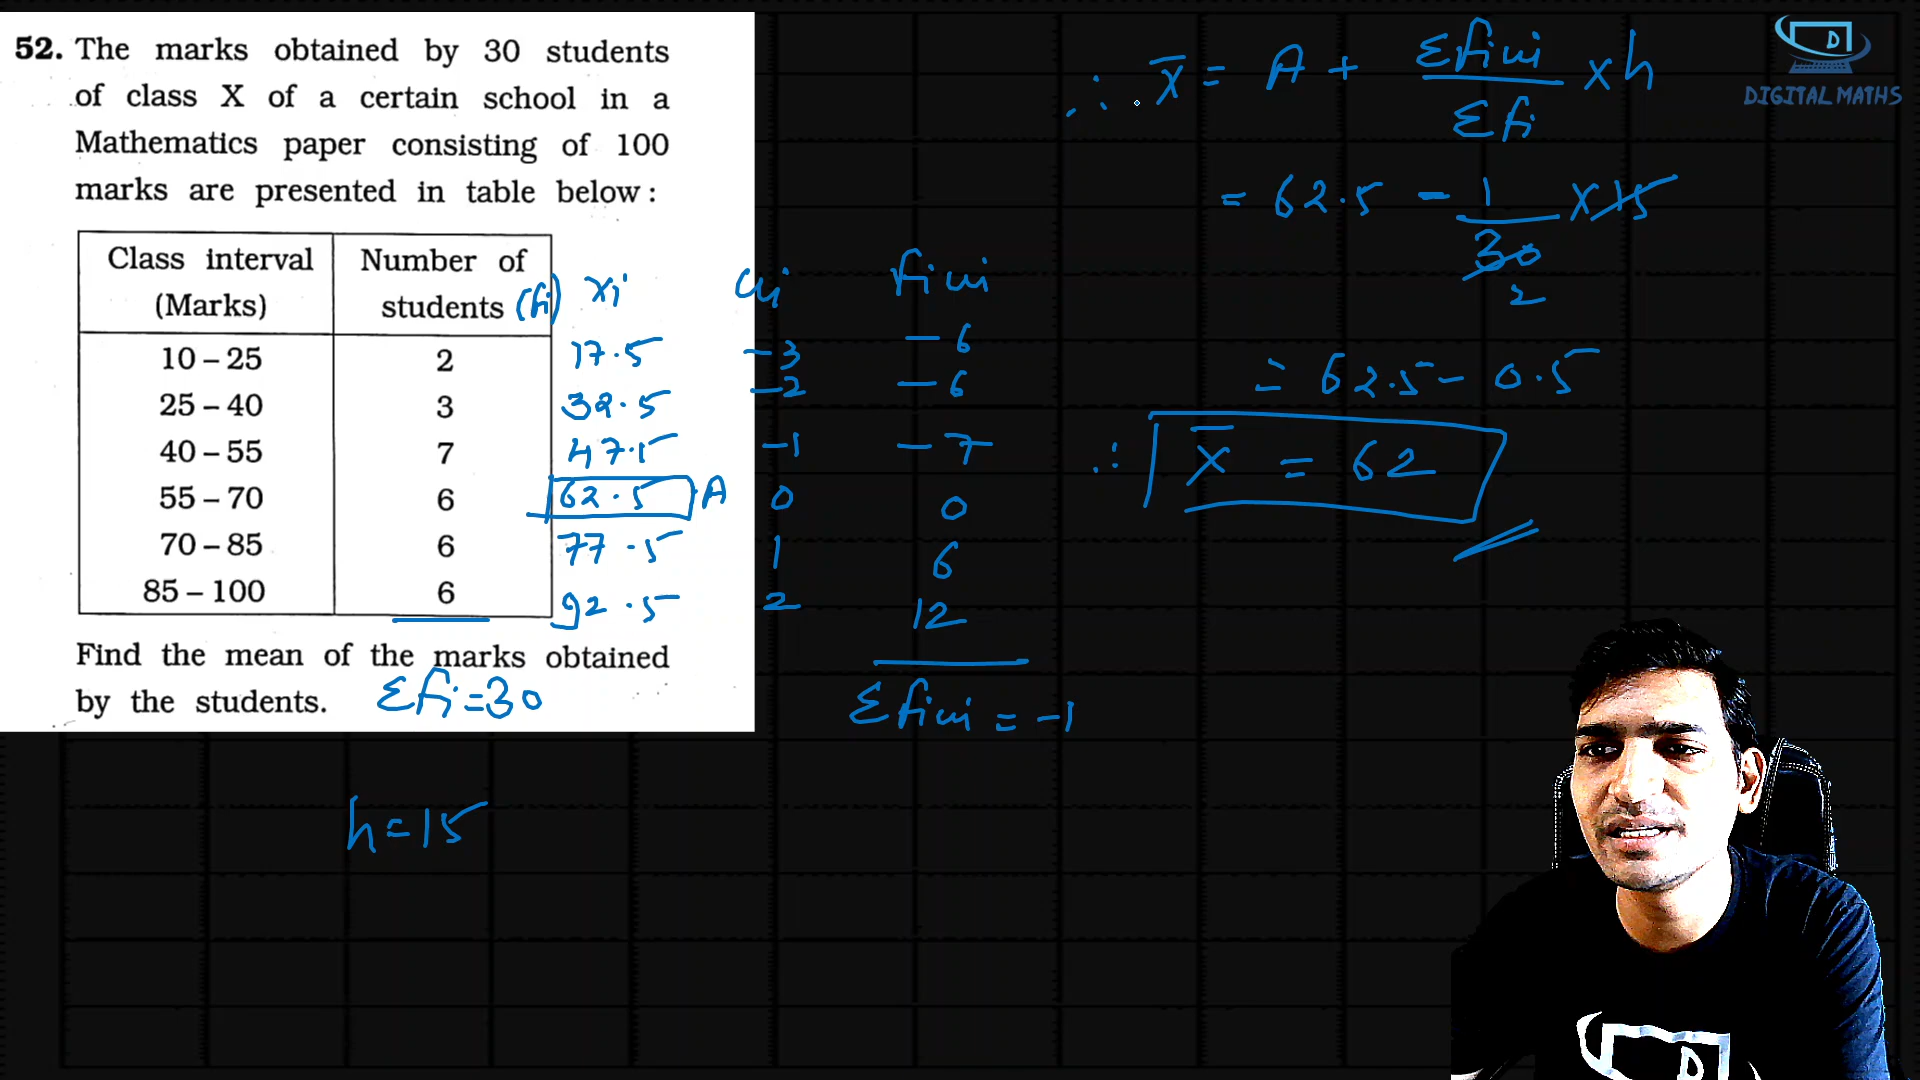 52. The marks obtained by 30 students
of class X of a certain school in a
Mathematics paper consisting of 100
marks are presented in table below :
Class interval (Marks) Number of students (fi) xi ui fiui
10 – 25 2 17.5 -3 -6
25 – 40 3 32.5 -2 -6
40 – 55 7 47.5 -1 -7
55 – 70 6 62.5 A 0 0
70 – 85 6 77.5 1 6
85 – 100 6 92.5 2 12
Find the mean of the marks obtained
by the students.
Σfi = 30
Σfiui = -1
h = 15
∴ x̄ = A + Σfiui / Σfi × h
= 62.5 - 1/30 × 15
2
= 62.5 - 0.5
∴ x̄ = 62
D
DIGITAL MATHS
D